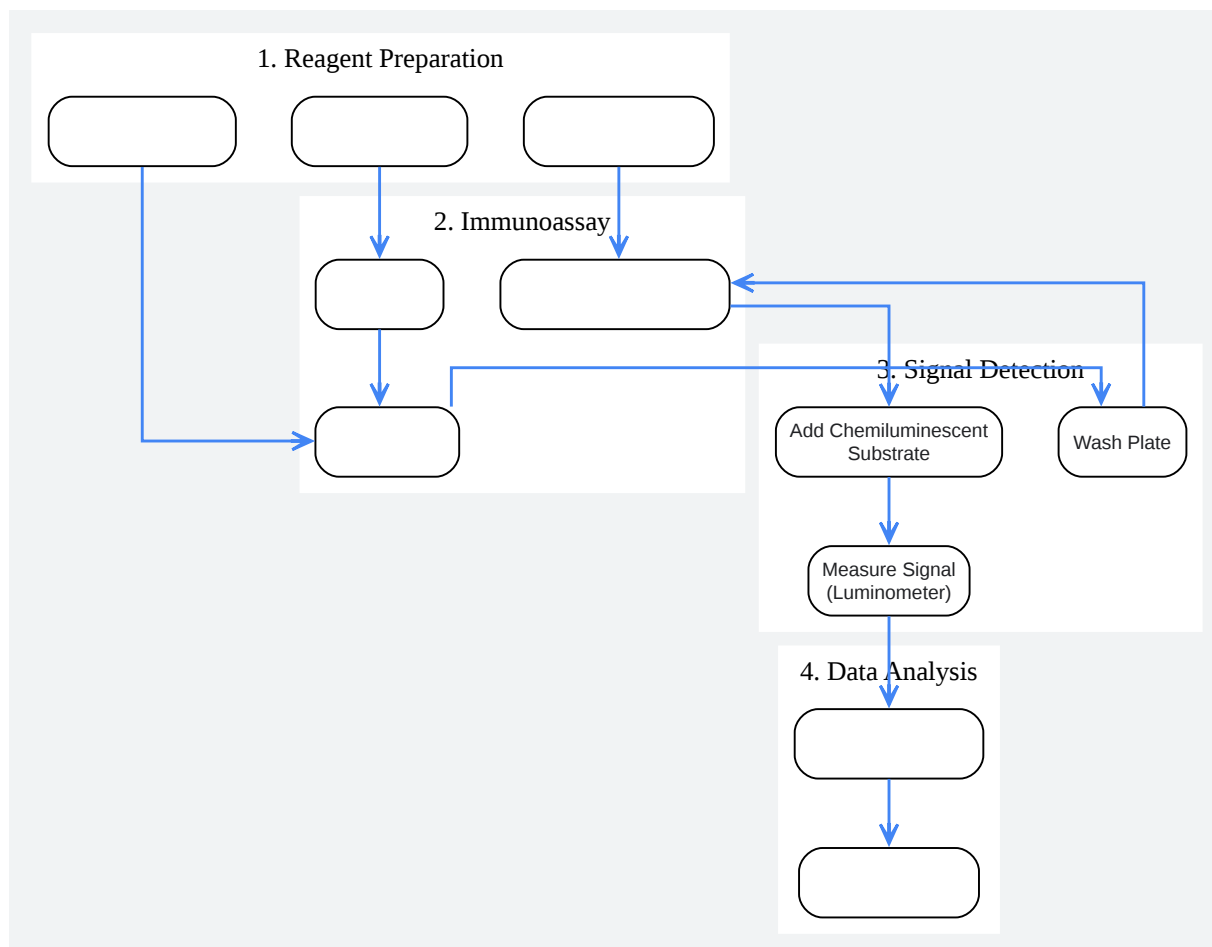 1. Reagent Preparation
2. Immunoassay
3. Signal Detection
Add Chemiluminescent
Substrate
Wash Plate
Measure Signal
(Luminometer)
4. Data Analysis